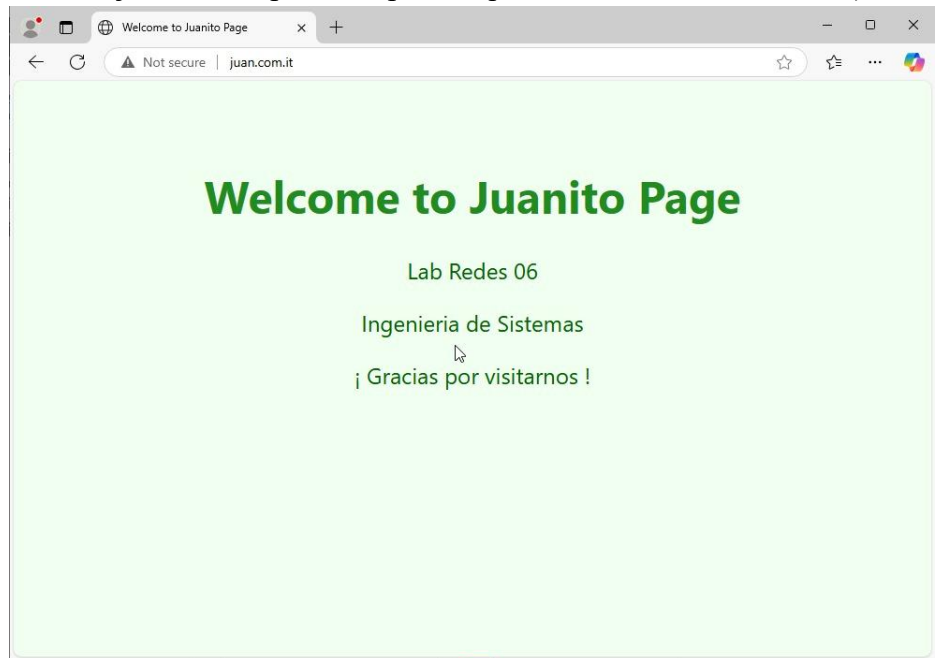 Welcome to Juanito Page
Not secure juan.com.it
Welcome to Juanito Page
Lab Redes 06
Ingenieria de Sistemas
¡ Gracias por visitarnos !